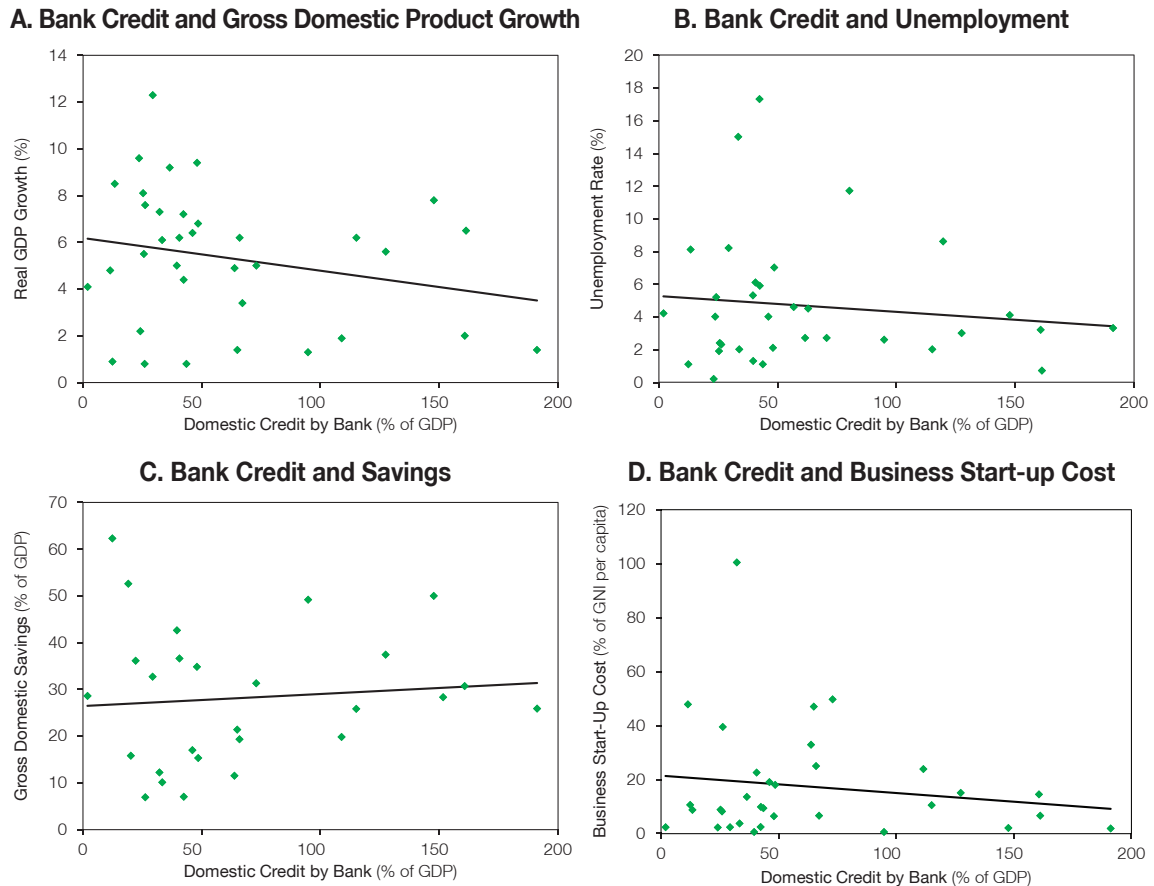 A. Bank Credit and Gross Domestic Product Growth
14
12
10
8
6
4
2
0
Real GDP Growth (%)
0 50 100 150 200
Domestic Credit by Bank (% of GDP)
B. Bank Credit and Unemployment
20
18
16
14
12
10
8
6
4
2
0
Unemployment Rate (%)
0 50 100 150 200
Domestic Credit by Bank (% of GDP)
C. Bank Credit and Savings
70
60
50
40
30
20
10
0
Gross Domestic Savings (% of GDP)
0 50 100 150 200
Domestic Credit by Bank (% of GDP)
D. Bank Credit and Business Start-up Cost
120
100
80
60
40
20
0
Business Start-Up Cost (% of GNI per capita)
0 50 100 150 200
Domestic Credit by Bank (% of GDP)